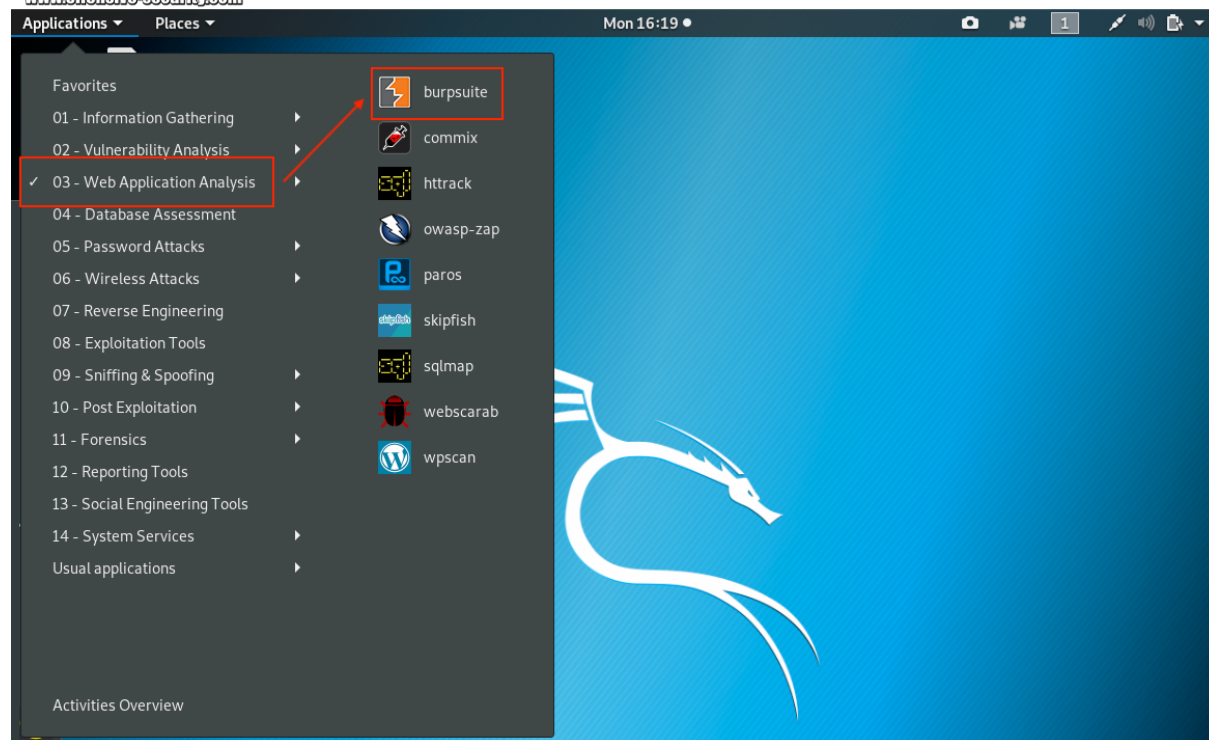 Applications Places Mon 16:19 1
Favorites
01 - Information Gathering
02 - Vulnerability Analysis
✓ 03 - Web Application Analysis
04 - Database Assessment
05 - Password Attacks
06 - Wireless Attacks
07 - Reverse Engineering
08 - Exploitation Tools
09 - Sniffing & Spoofing
10 - Post Exploitation
11 - Forensics
12 - Reporting Tools
13 - Social Engineering Tools
14 - System Services
Usual applications
Activities Overview
burpsuite
commix
httrack
owasp-zap
paros
skipfish
skipfish
sqlmap
webscarab
wpscan